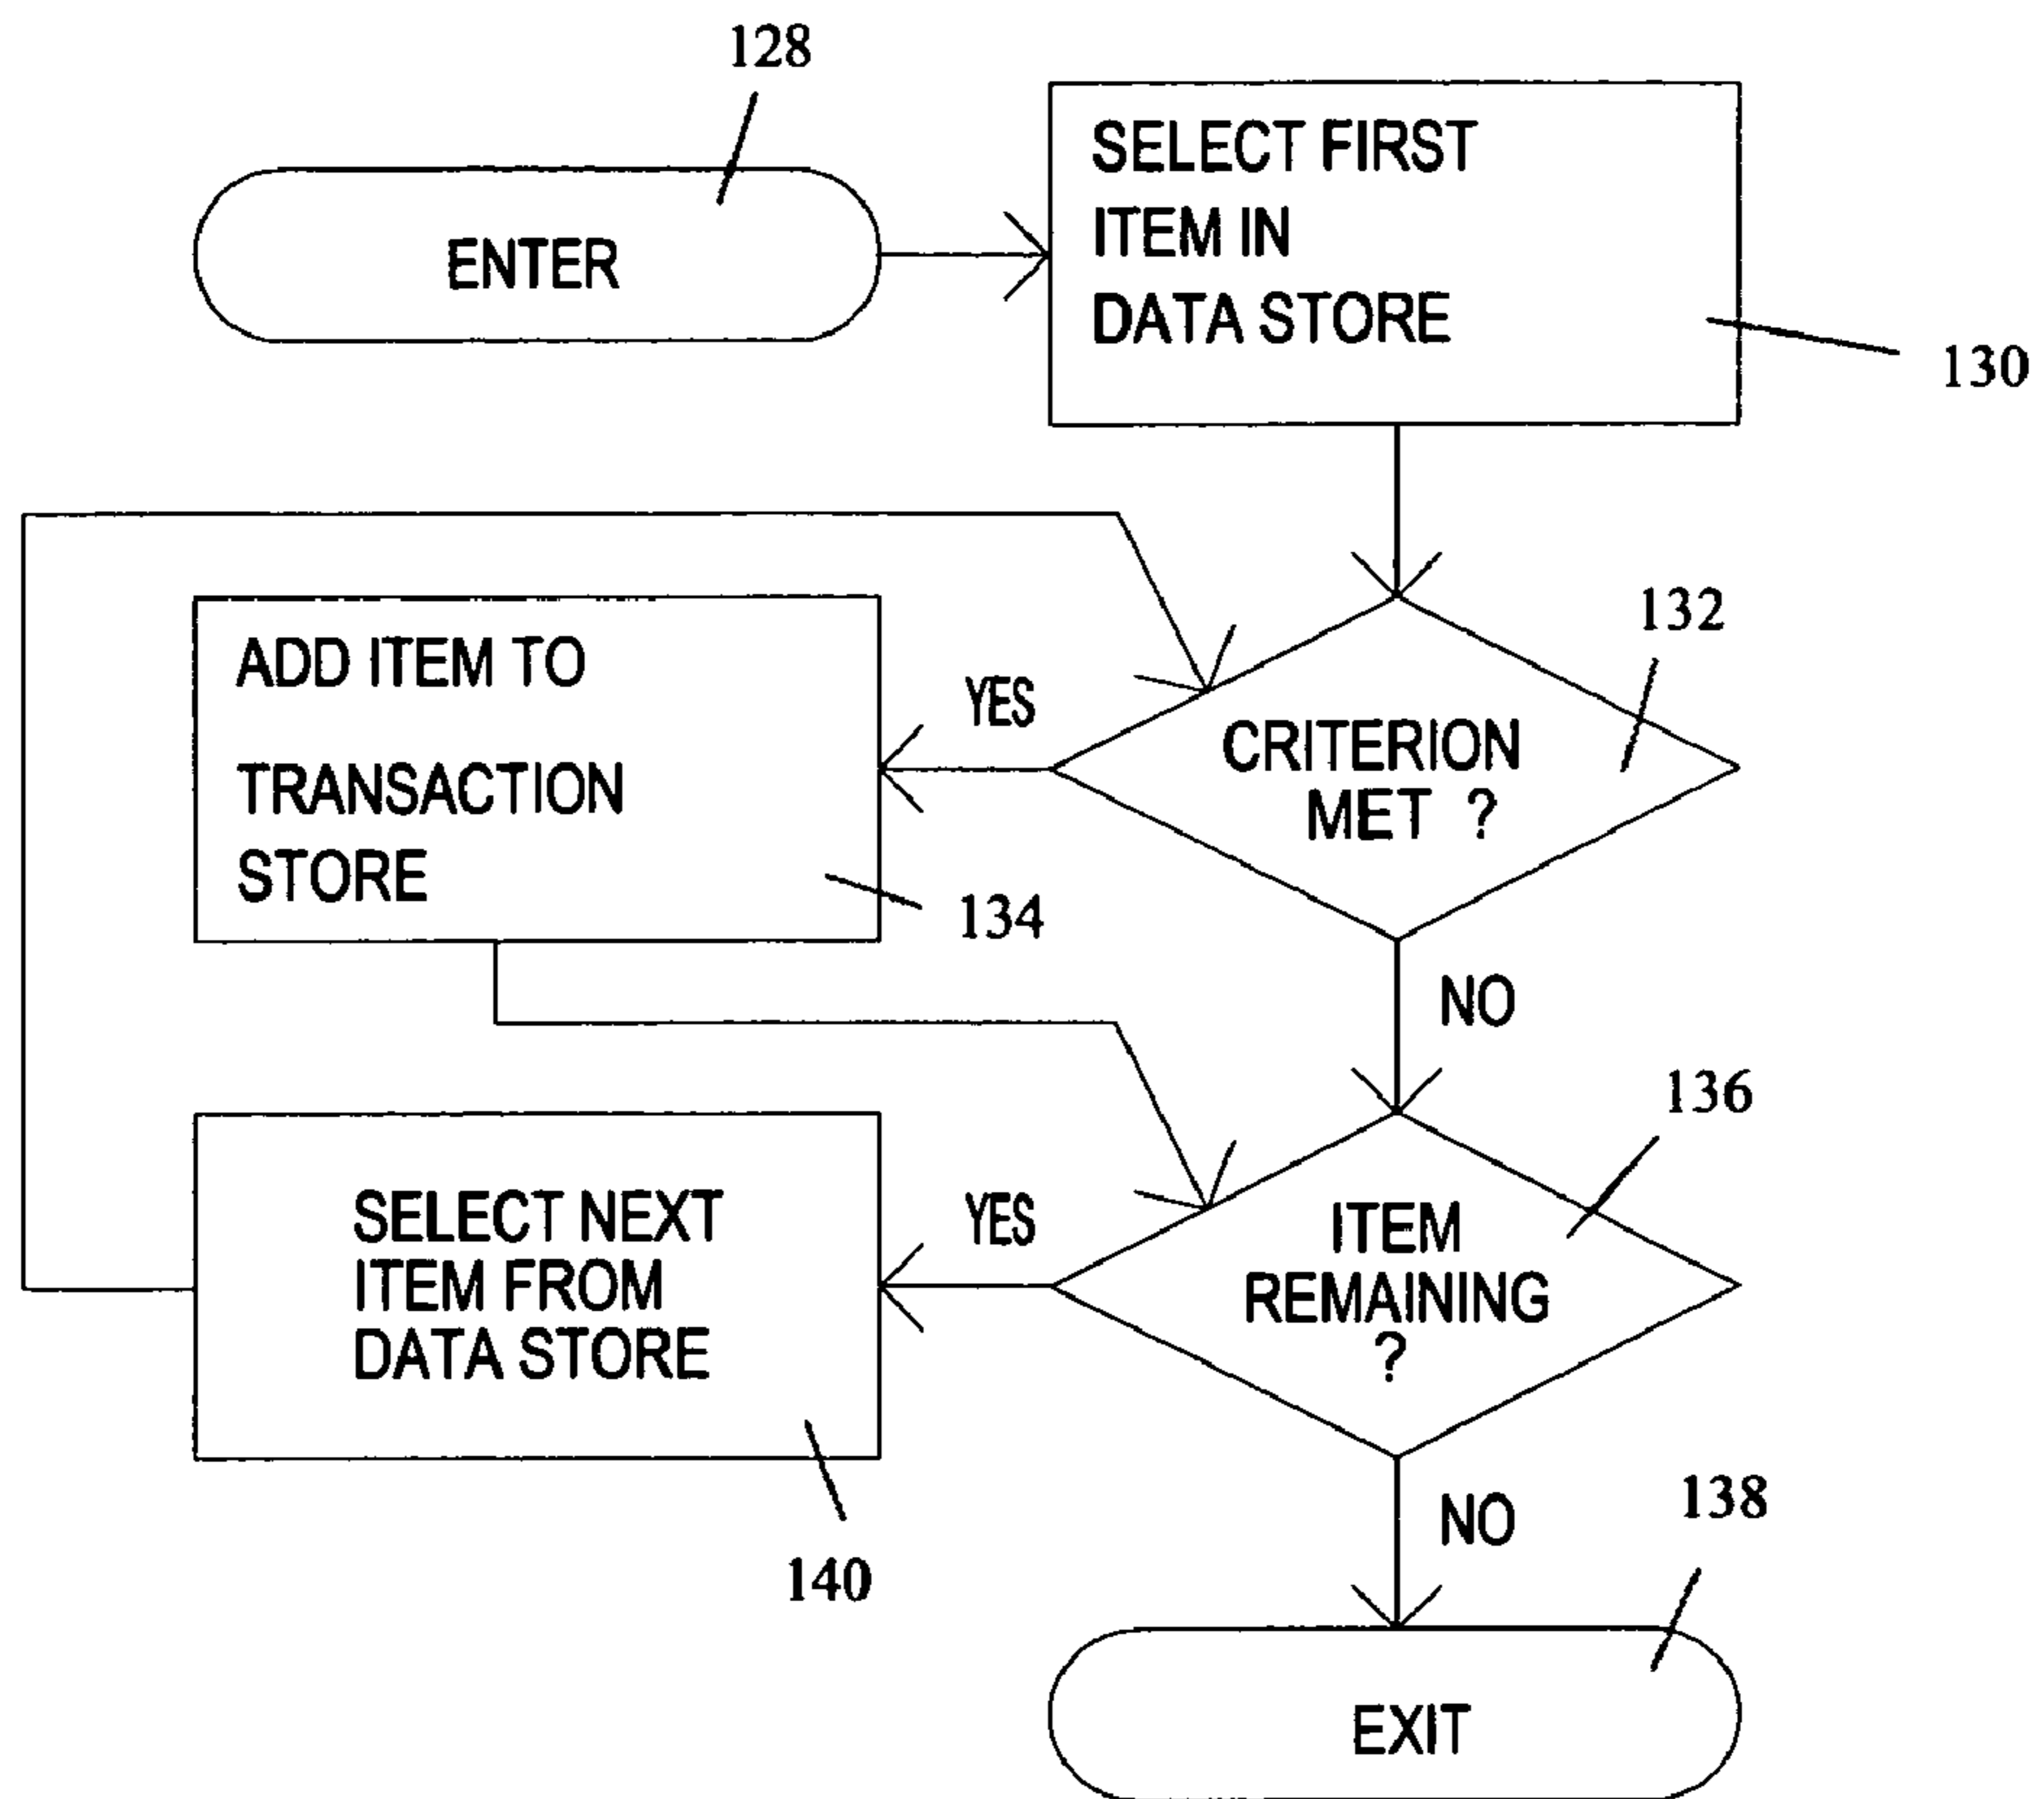 128
ENTER
SELECT FIRST
ITEM IN
DATA STORE
130
132
CRITERION
MET ?
YES
ADD ITEM TO
TRANSACTION
STORE
134
NO
136
ITEM
REMAINING
?
YES
SELECT NEXT
ITEM FROM
DATA STORE
140
NO
138
EXIT